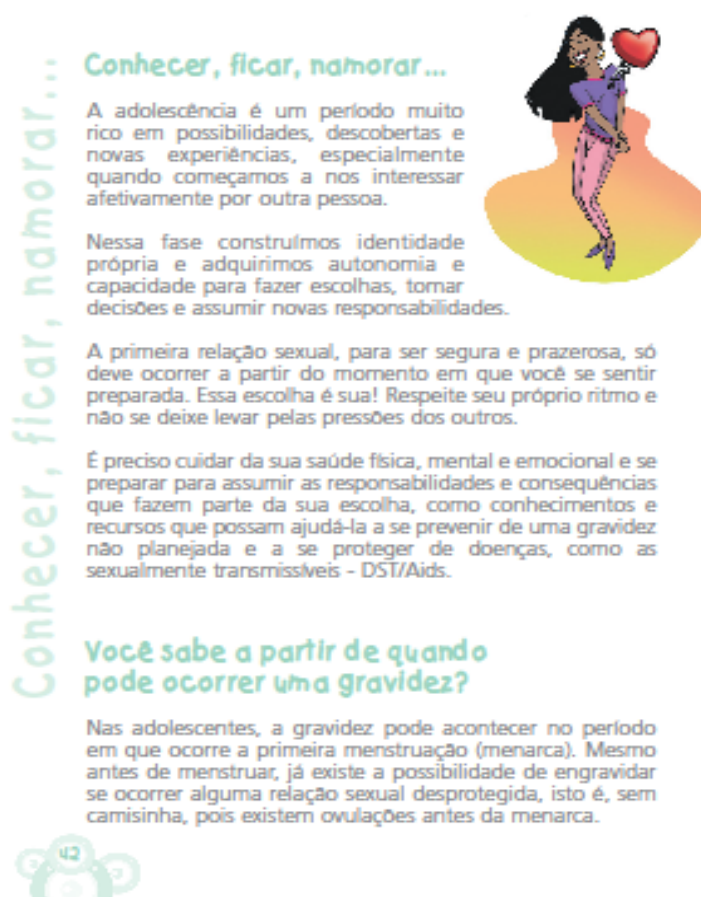 Conhecer, ficar, namorar...
Conhecer, ficar, namorar...
A adolescência é um período muito
rico em possibilidades, descobertas e
novas experiências, especialmente
quando começamos a nos interessar
afetivamente por outra pessoa.
Nessa fase construímos identidade
própria e adquirimos autonomia e
capacidade para fazer escolhas, tomar
decisões e assumir novas responsabilidades.
A primeira relação sexual, para ser segura e prazerosa, só
deve ocorrer a partir do momento em que você se sentir
preparada. Essa escolha é sua! Respeite seu próprio ritmo e
não se deixe levar pelas pressões dos outros.
É preciso cuidar da sua saúde física, mental e emocional e se
preparar para assumir as responsabilidades e consequências
que fazem parte da sua escolha, como conhecimentos e
recursos que possam ajudá-la a se prevenir de uma gravidez
não planejada e a se proteger de doenças, como as
sexualmente transmissíveis - DST/Aids.
Você sabe a partir de quando
pode ocorrer uma gravidez?
Nas adolescentes, a gravidez pode acontecer no período
em que ocorre a primeira menstruação (menarca). Mesmo
antes de menstruar, já existe a possibilidade de engravidar
se ocorrer alguma relação sexual desprotegida, isto é, sem
camisinha, pois existem ovulações antes da menarca.
42